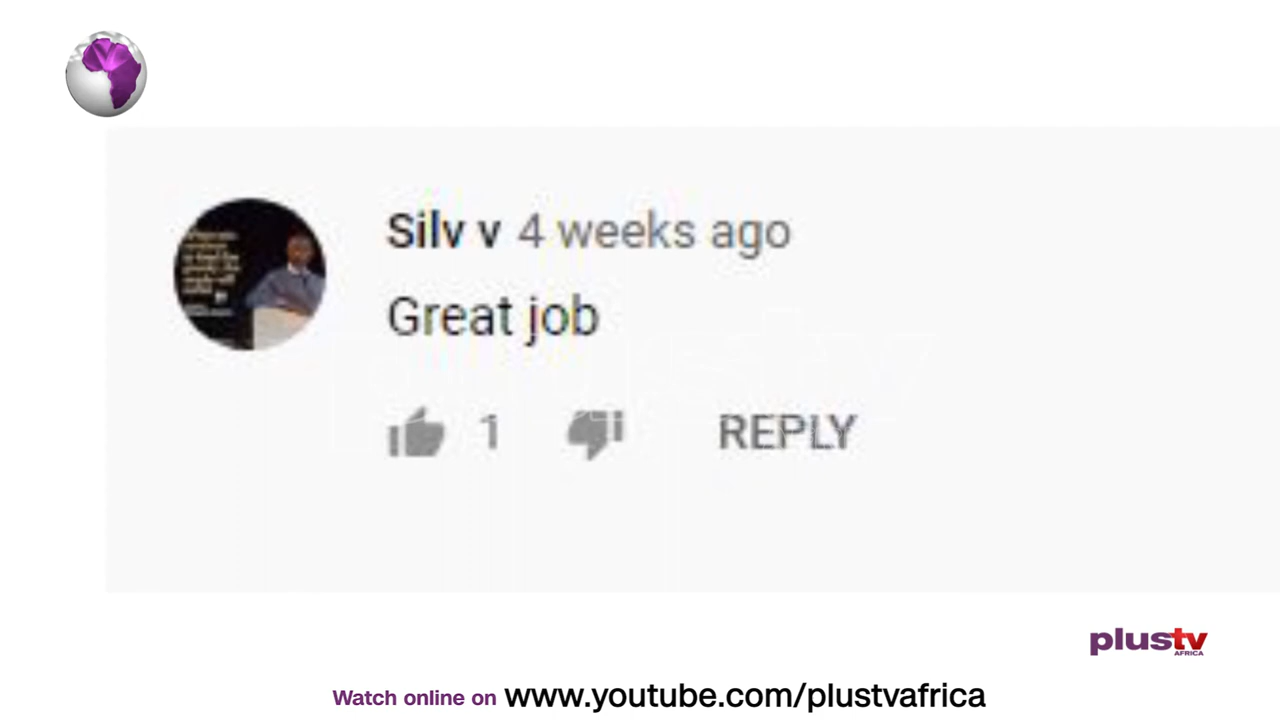 Silv v 4 weeks ago
Great job
1 REPLY
plustv
AFRICA
Watch online on www.youtube.com/plustvafrica